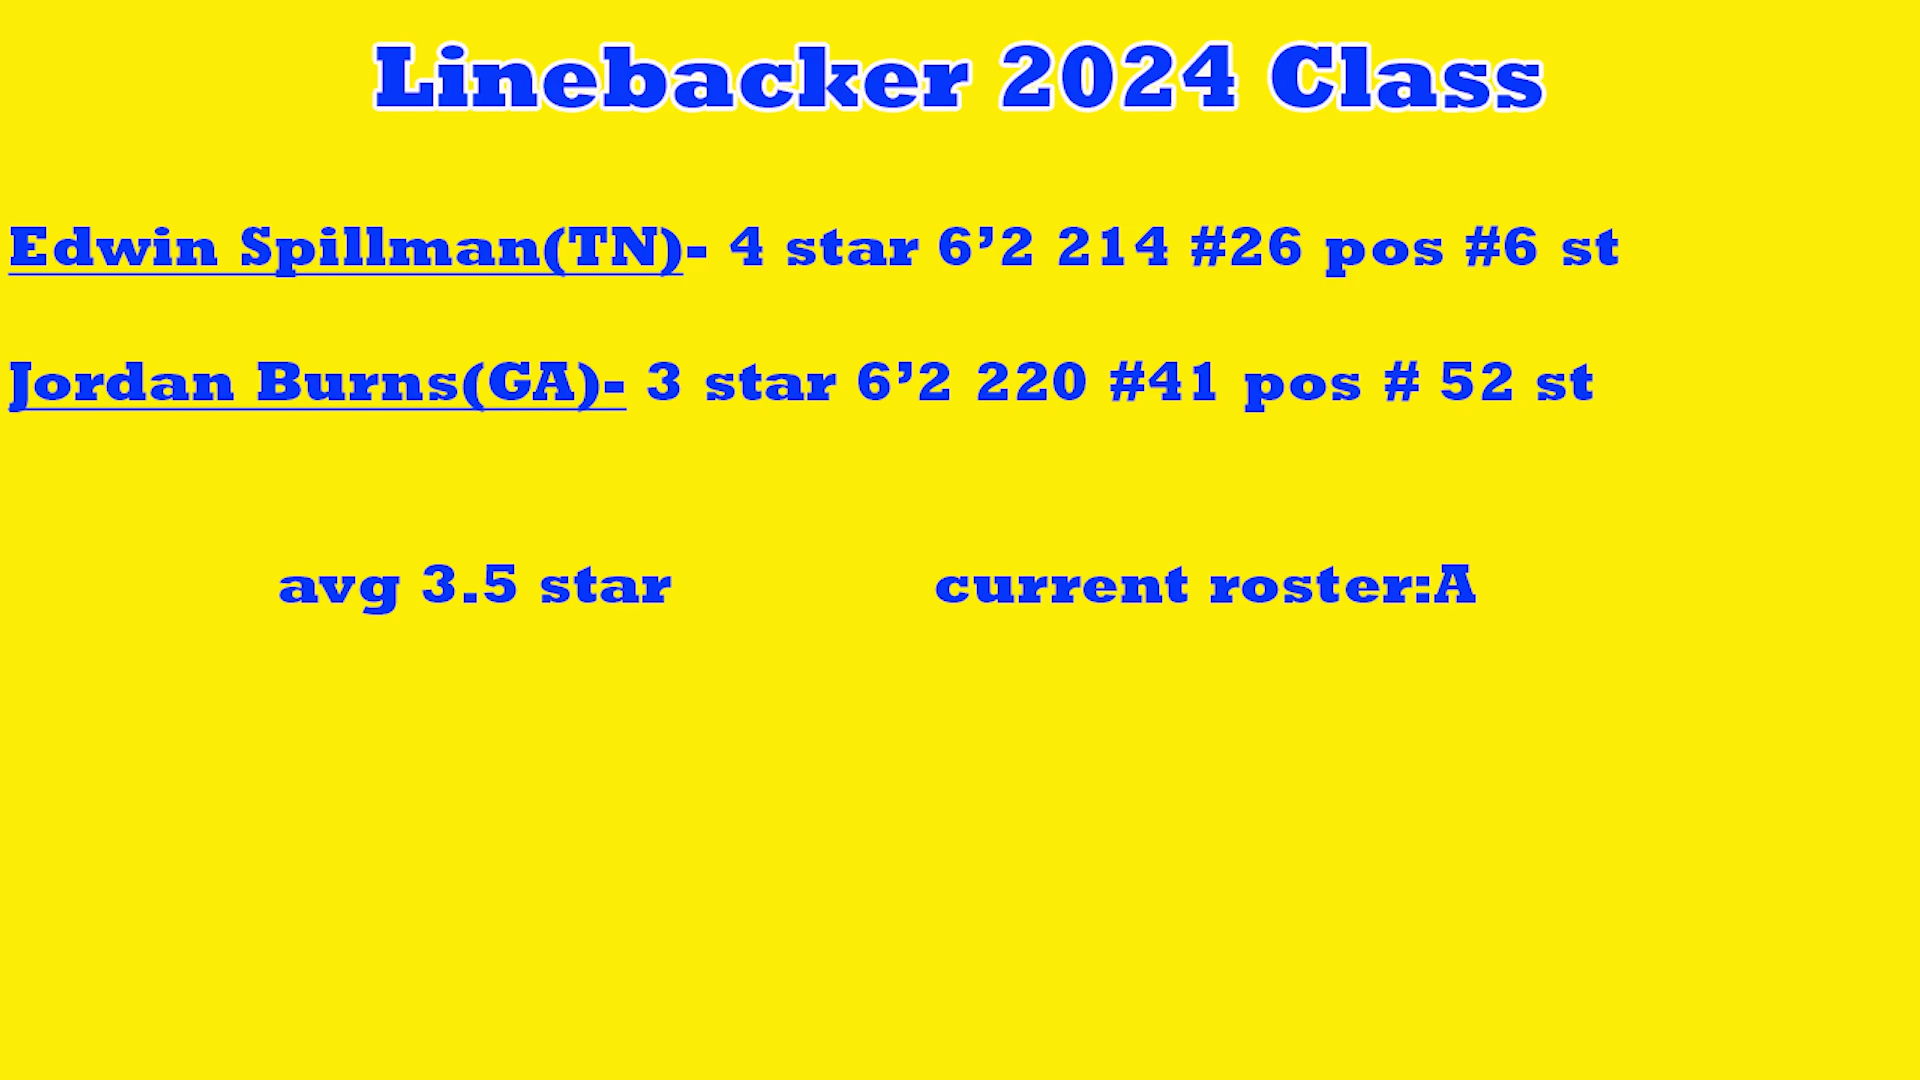 Linebacker 2024 Class
Edwin Spillman(TN)- 4 star 6’2 214 #26 pos #6 st
Jordan Burns(GA)- 3 star 6’2 220 #41 pos # 52 st
avg 3.5 star current roster:A